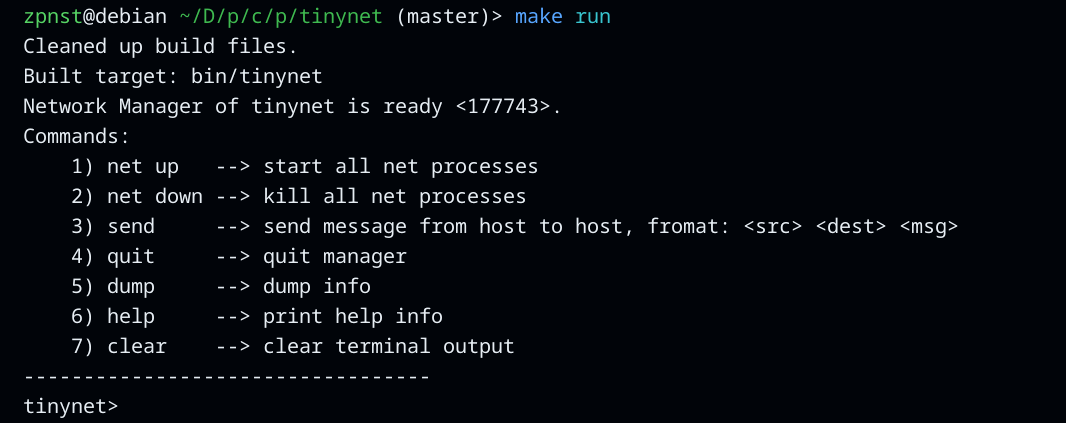 zpnst@debian ~/D/p/c/p/tinynet (master)> make run
Cleaned up build files.
Built target: bin/tinynet
Network Manager of tinynet is ready <177743>.
Commands:
    1) net up   --> start all net processes
    2) net down --> kill all net processes
    3) send     --> send message from host to host, fromat: <src> <dest> <msg>
    4) quit     --> quit manager
    5) dump     --> dump info
    6) help     --> print help info
    7) clear    --> clear terminal output
----------------------------------
tinynet>